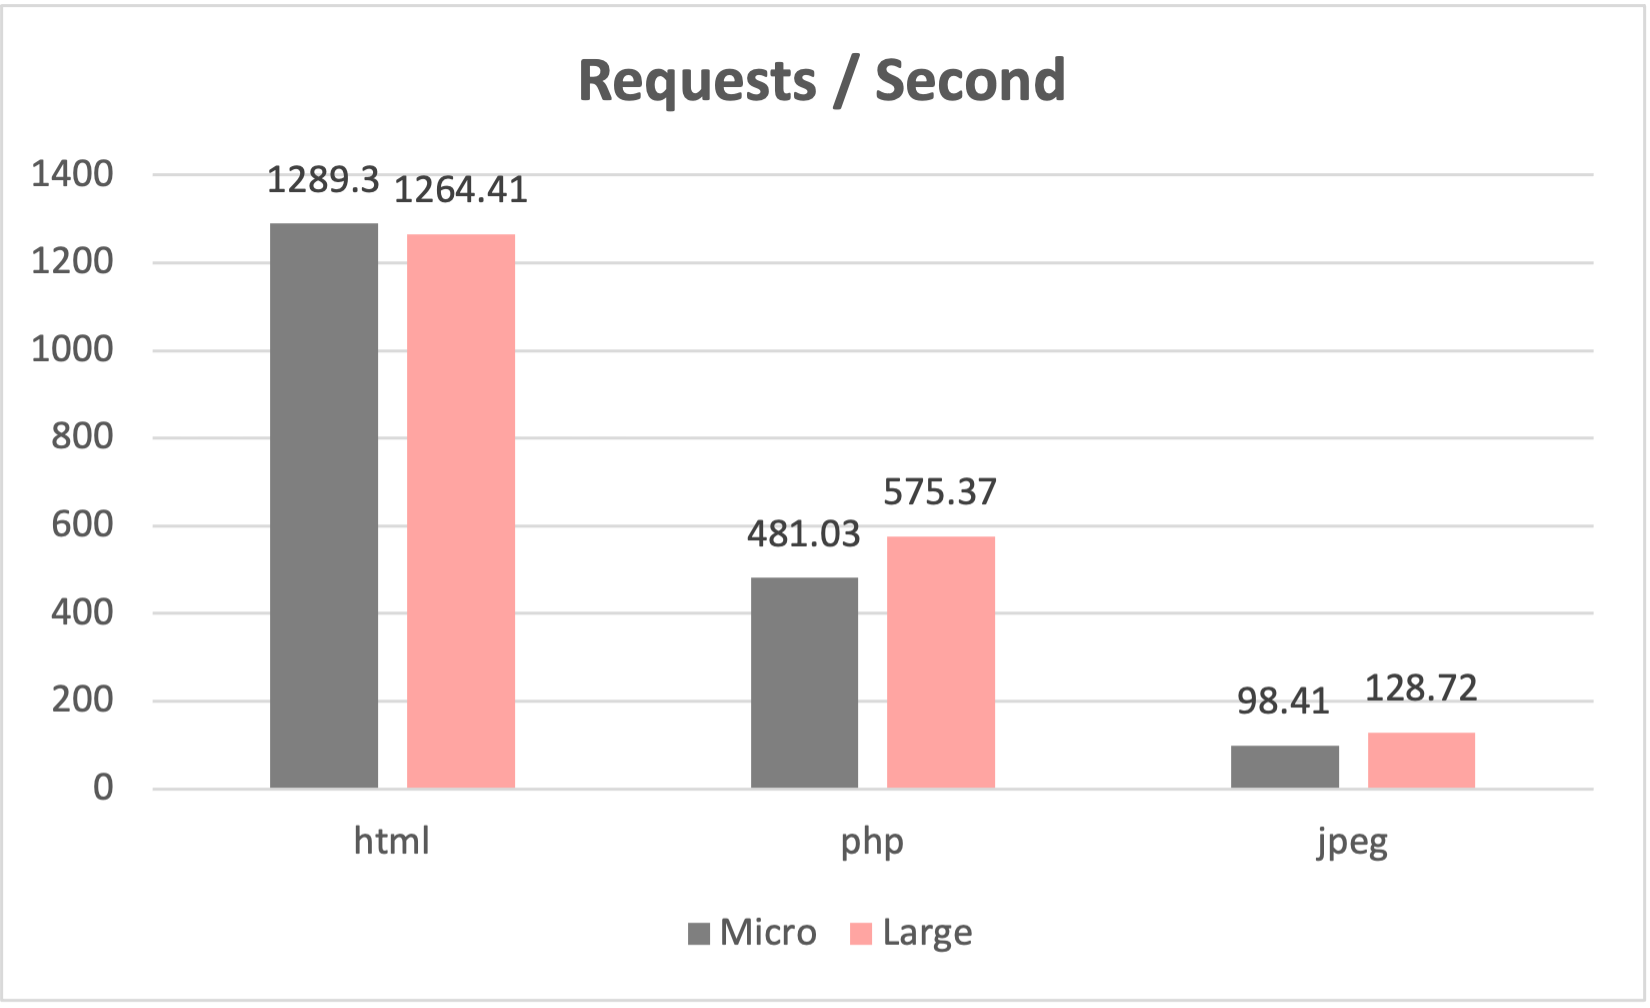 Requests / Second
1400
1200
1000
800
600
400
200
0
1289.3
1264.41
481.03
575.37
98.41
128.72
html
php
jpeg
Micro
Large